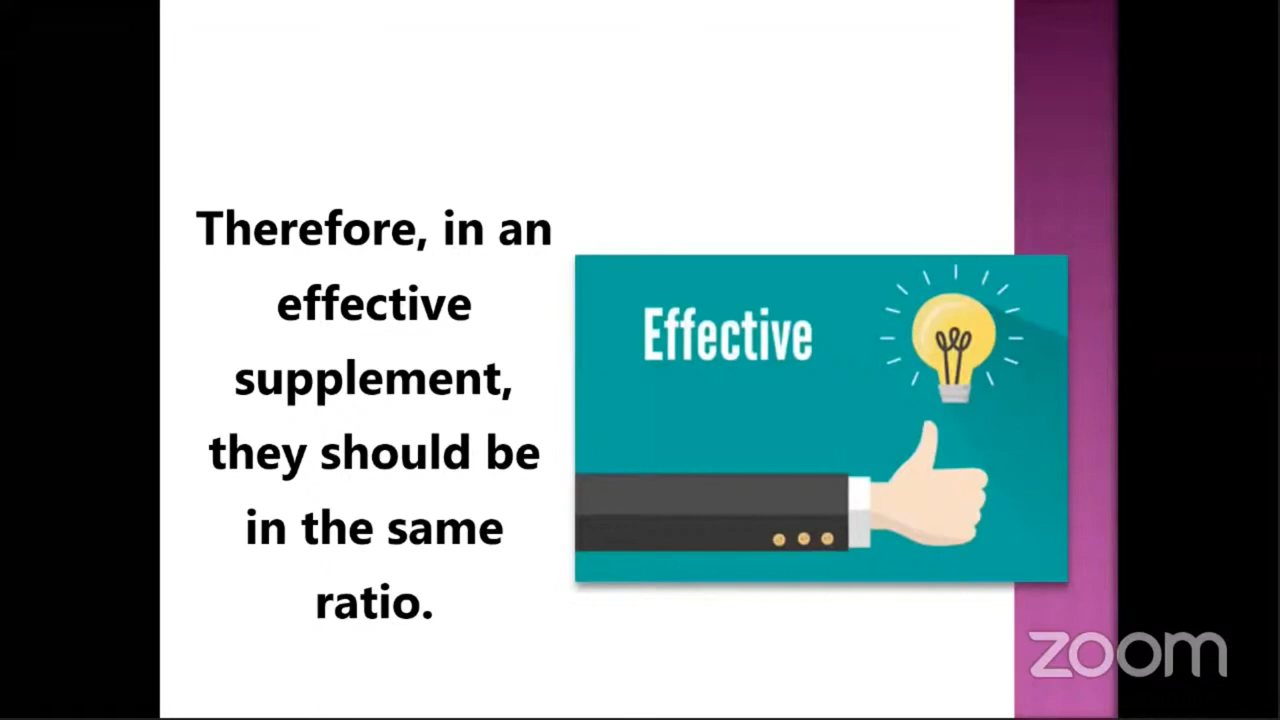 Therefore, in an
effective
supplement,
they should be
in the same
ratio.
Effective
zoom